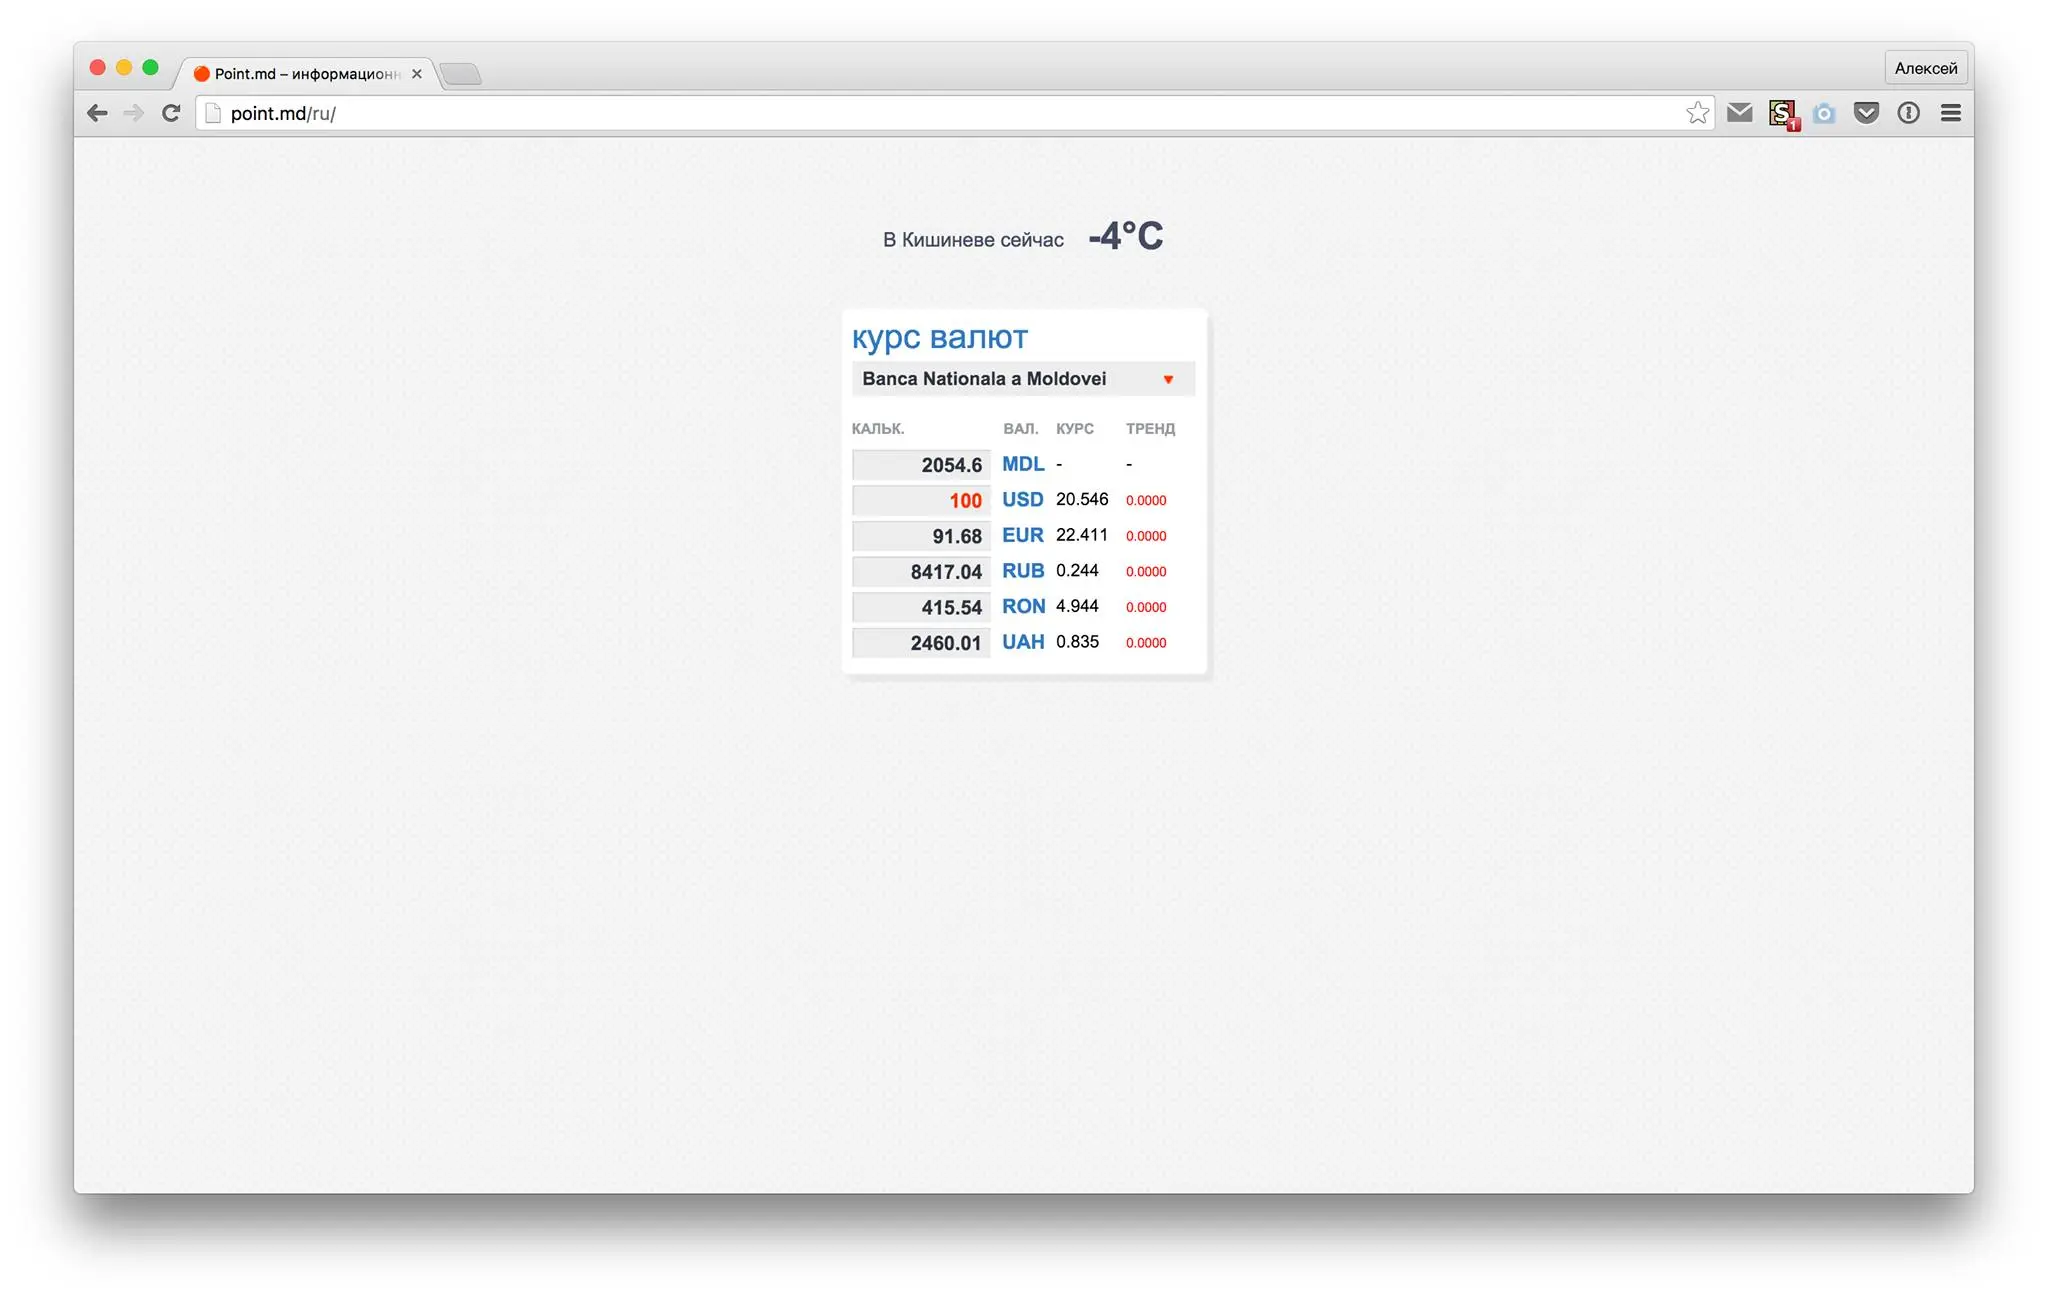 Point.md – информационн
Алексей
point.md/ru/
S
1
В Кишиневе сейчас -4°C
курс валют
Banca Nationala a Moldovei
КАЛЬК. ВАЛ. КУРС ТРЕНД
2054.6 MDL - -
100 USD 20.546 0.0000
91.68 EUR 22.411 0.0000
8417.04 RUB 0.244 0.0000
415.54 RON 4.944 0.0000
2460.01 UAH 0.835 0.0000